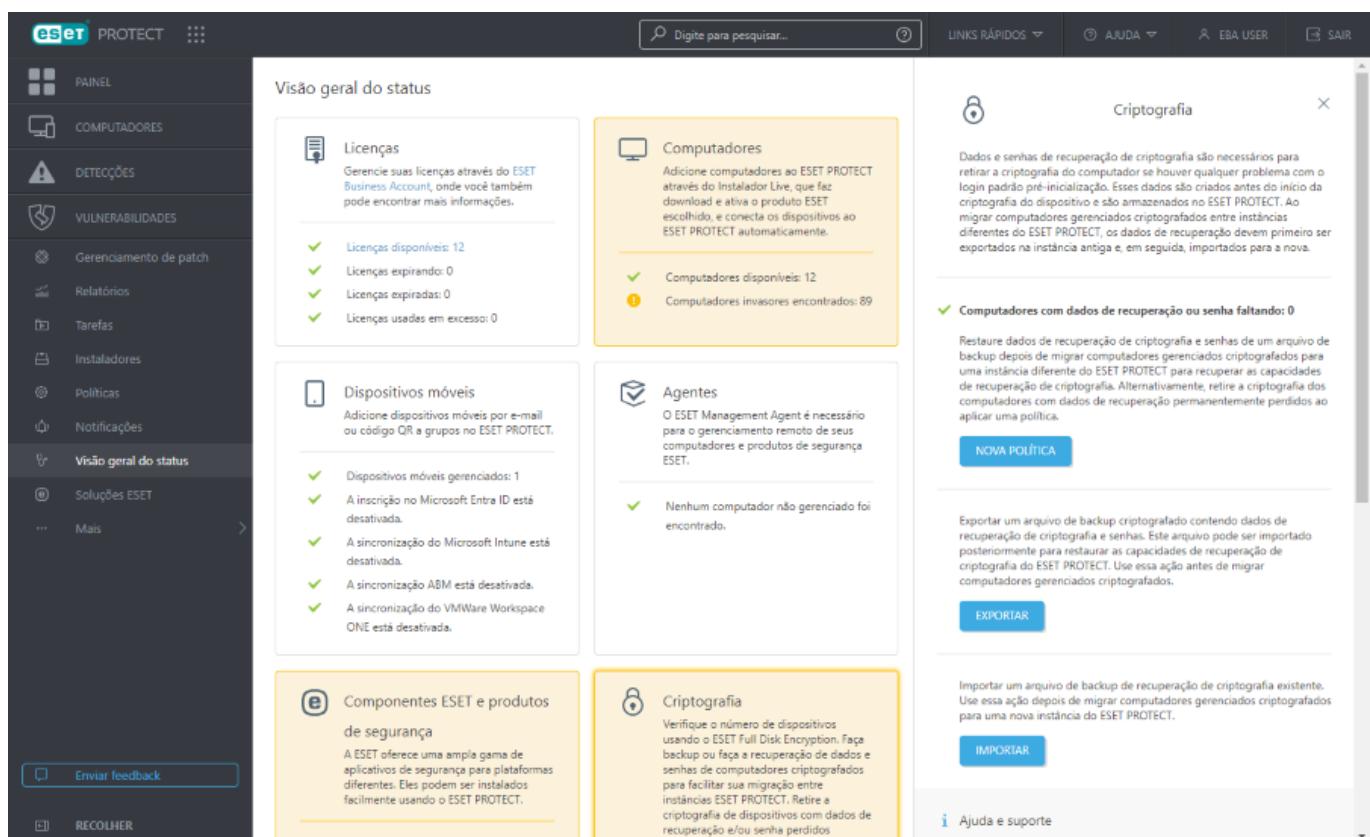 eset PROTECT
Digite para pesquisar...
LINKS RÁPIDOS
AJUDA
EBA USER
SAIR
PAINEL
COMPUTADORES
DETECÇÕES
VULNERABILIDADES
Gerenciamento de patch
Relatórios
Tarefas
Instaladores
Políticas
Notificações
Visão geral do status
Soluções ESET
Mais
Enviar feedback
RECOLHER
Visão geral do status
Licenças
Gerencie suas licenças através do ESET
Business Account, onde você também
pode encontrar mais informações.
Licenças disponíveis: 12
Licenças expirando: 0
Licenças expiradas: 0
Licenças usadas em excesso: 0
Computadores
Adicione computadores ao ESET PROTECT
através do Instalador Live, que faz
download e ativa o produto ESET
escolhido, e conecta os dispositivos ao
ESET PROTECT automaticamente.
Computadores disponíveis: 12
Computadores invasores encontrados: 89
Dispositivos móveis
Adicione dispositivos móveis por e-mail
ou código QR a grupos no ESET PROTECT.
Dispositivos móveis gerenciados: 1
A inscrição no Microsoft Entra ID está
desativada.
A sincronização do Microsoft Intune está
desativada.
A sincronização ABM está desativada.
A sincronização do VMWare Workspace
ONE está desativada.
Agentes
O ESET Management Agent é necessário
para o gerenciamento remoto de seus
computadores e produtos de segurança
ESET.
Nenhum computador não gerenciado foi
encontrado.
Componentes ESET e produtos
de segurança
A ESET oferece uma ampla gama de
aplicativos de segurança para plataformas
diferentes. Eles podem ser instalados
facilmente usando o ESET PROTECT.
Criptografia
Verifique o número de dispositivos
usando o ESET Full Disk Encryption. Faça
backup ou faça a recuperação de dados e
senhas de computadores criptografados
para facilitar sua migração entre
instâncias ESET PROTECT. Retire a
criptografia de dispositivos com dados de
recuperação e/ou senha perdidos
Criptografia
Dados e senhas de recuperação de criptografia são necessários para
retirar a criptografia do computador se houver qualquer problema com o
login padrão pré-inicialização. Esses dados são criados antes do início da
criptografia do dispositivo e são armazenados no ESET PROTECT. Ao
migrar computadores gerenciados criptografados entre instâncias
diferentes do ESET PROTECT, os dados de recuperação devem primeiro ser
exportados na instância antiga e, em seguida, importados para a nova.
Computadores com dados de recuperação ou senha faltando: 0
Restaure dados de recuperação de criptografia e senhas de um arquivo de
backup depois de migrar computadores gerenciados criptografados para
uma instância diferente do ESET PROTECT para recuperar as capacidades
de recuperação de criptografia. Alternativamente, retire a criptografia dos
computadores com dados de recuperação permanentemente perdidos ao
aplicar uma política.
NOVA POLÍTICA
Exportar um arquivo de backup criptografado contendo dados de
recuperação de criptografia e senhas. Este arquivo pode ser importado
posteriormente para restaurar as capacidades de recuperação de
criptografia do ESET PROTECT. Use essa ação antes de migrar
computadores gerenciados criptografados.
EXPORTAR
Importar um arquivo de backup de recuperação de criptografia existente.
Use essa ação depois de migrar computadores gerenciados criptografados
para uma nova instância do ESET PROTECT.
IMPORTAR
Ajuda e suporte